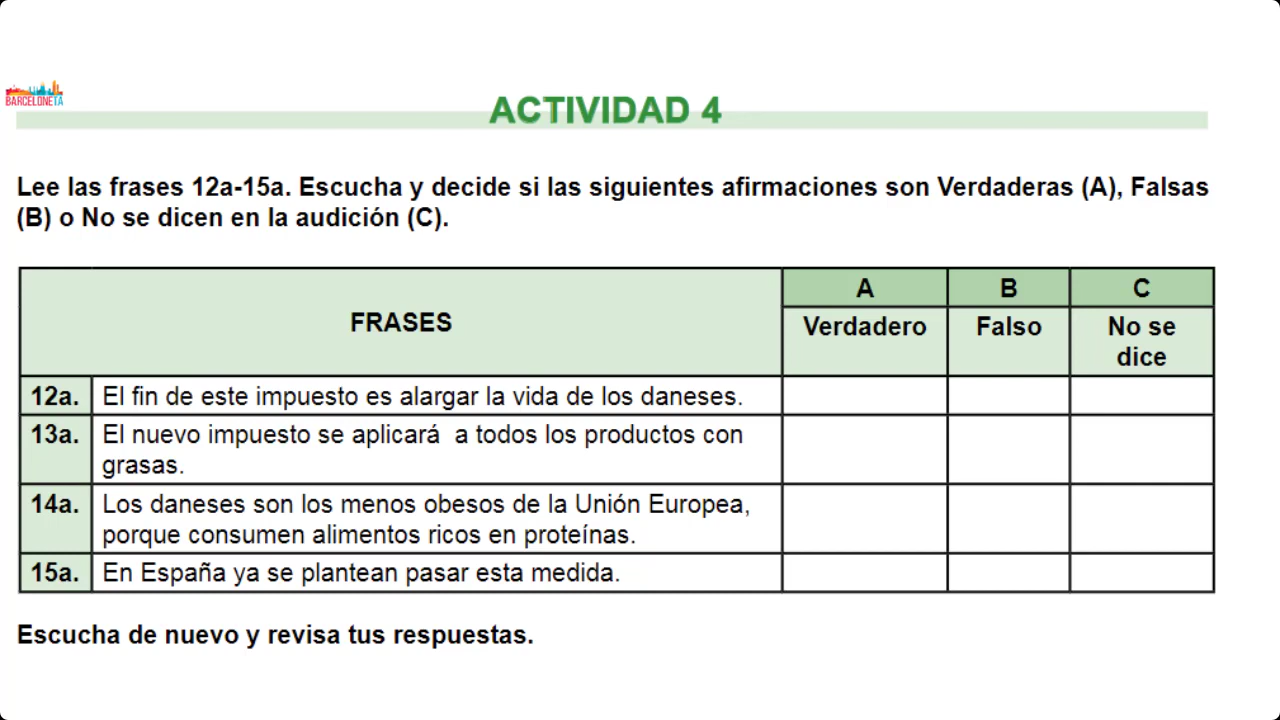 BARCELONETA
ACTIVIDAD 4
Lee las frases 12a-15a. Escucha y decide si las siguientes afirmaciones son Verdaderas (A), Falsas
(B) o No se dicen en la audición (C).
FRASES
A
B
C
Verdadero
Falso
No se
dice
12a. El fin de este impuesto es alargar la vida de los daneses.
13a. El nuevo impuesto se aplicará a todos los productos con
grasas.
14a. Los daneses son los menos obesos de la Unión Europea,
porque consumen alimentos ricos en proteínas.
15a. En España ya se plantean pasar esta medida.
Escucha de nuevo y revisa tus respuestas.